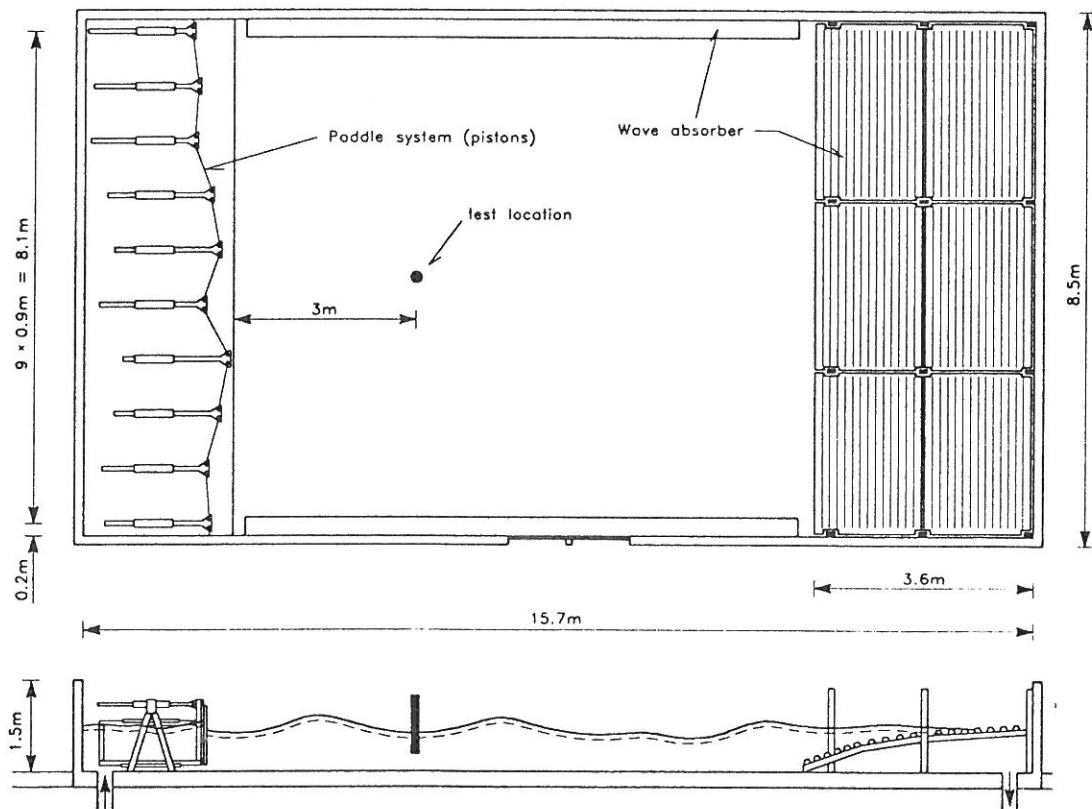 Paddle system (pistons)
Wave absorber
test location
3m
9 × 0.9m = 8.1m
8.5m
0.2m
3.6m
15.7m
1.5m